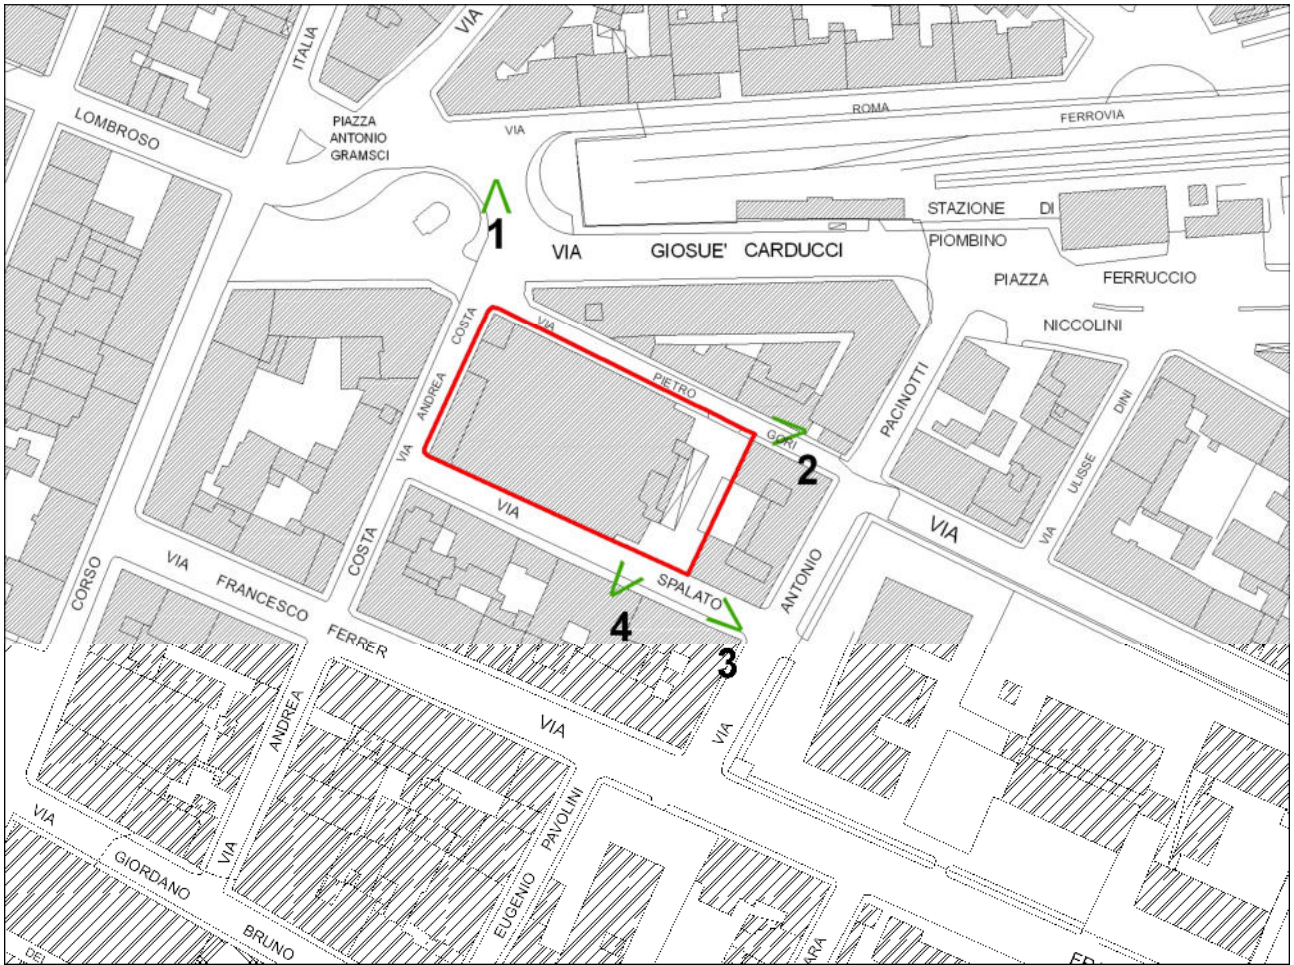 VIA
ITALIA
LOMBROSO
PIAZZA
ANTONIO
GRAMSCI
VIA
ROMA
FERROVIA
1
STAZIONE DI
PIOMBINO
VIA GIOSUE' CARDUCCI
PIAZZA FERRUCCIO
NICCOLINI
VIA
PIETRO
GORI
2
COSTA
ANDREA
VIA
PACINOTTI
DINI
ULISSE
VIA
VIA
VIA
SPALATO
ANTONIO
VIA
COSTA
ANDREA
VIA
CORSO
VIA
FRANCESCO
FERRER
VIA
4
3
VIA
GIORDANO
BRUNO
DEL
PAVOLINI
EUGENIO